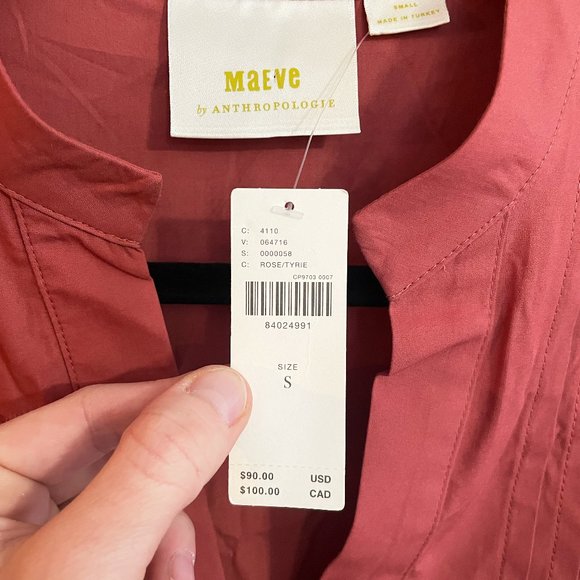 SMALL
MADE IN TURKEY
MAEVE
by ANTHROPOLOGIE
C: 4110
V: 064716
S: 0000058
C: ROSE/TYRIE
CP9703 0507
84024991
SIZE
S
$90.00 USD
$100.00 CAD